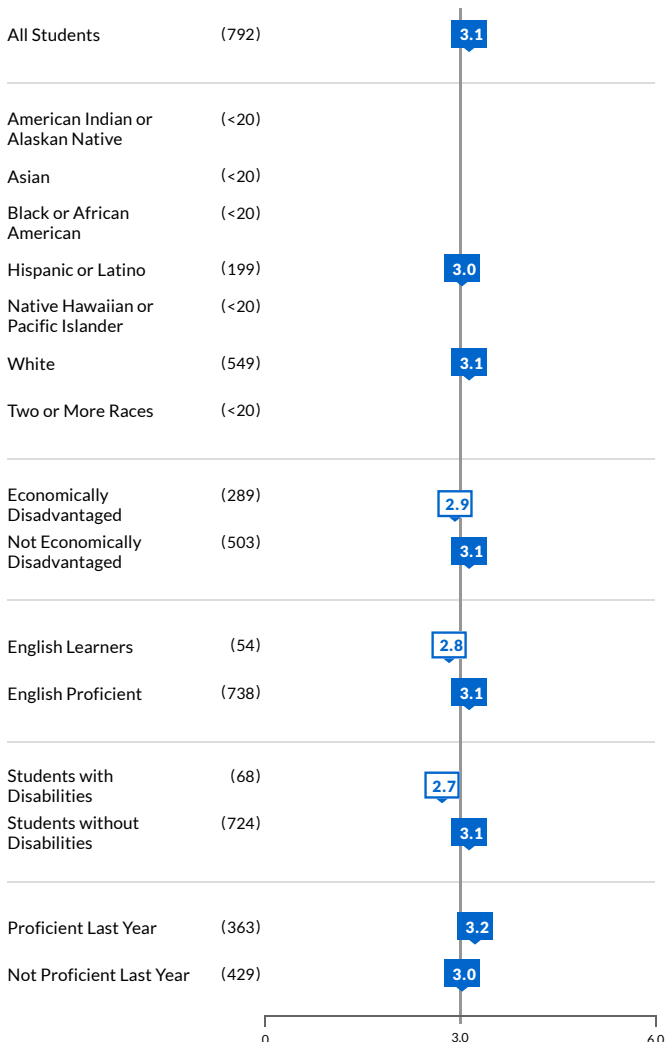 All Students (792) 3.1
American Indian or (<20)
Alaskan Native
Asian (<20)
Black or African (<20)
American
Hispanic or Latino (199) 3.0
Native Hawaiian or (<20)
Pacific Islander
White (549) 3.1
Two or More Races (<20)
Economically (289) 2.9
Disadvantaged
Not Economically (503) 3.1
Disadvantaged
English Learners (54) 2.8
English Proficient (738) 3.1
Students with (68) 2.7
Disabilities
Students without (724) 3.1
Disabilities
Proficient Last Year (363) 3.2
Not Proficient Last Year (429) 3.0
0 3.0 6.0